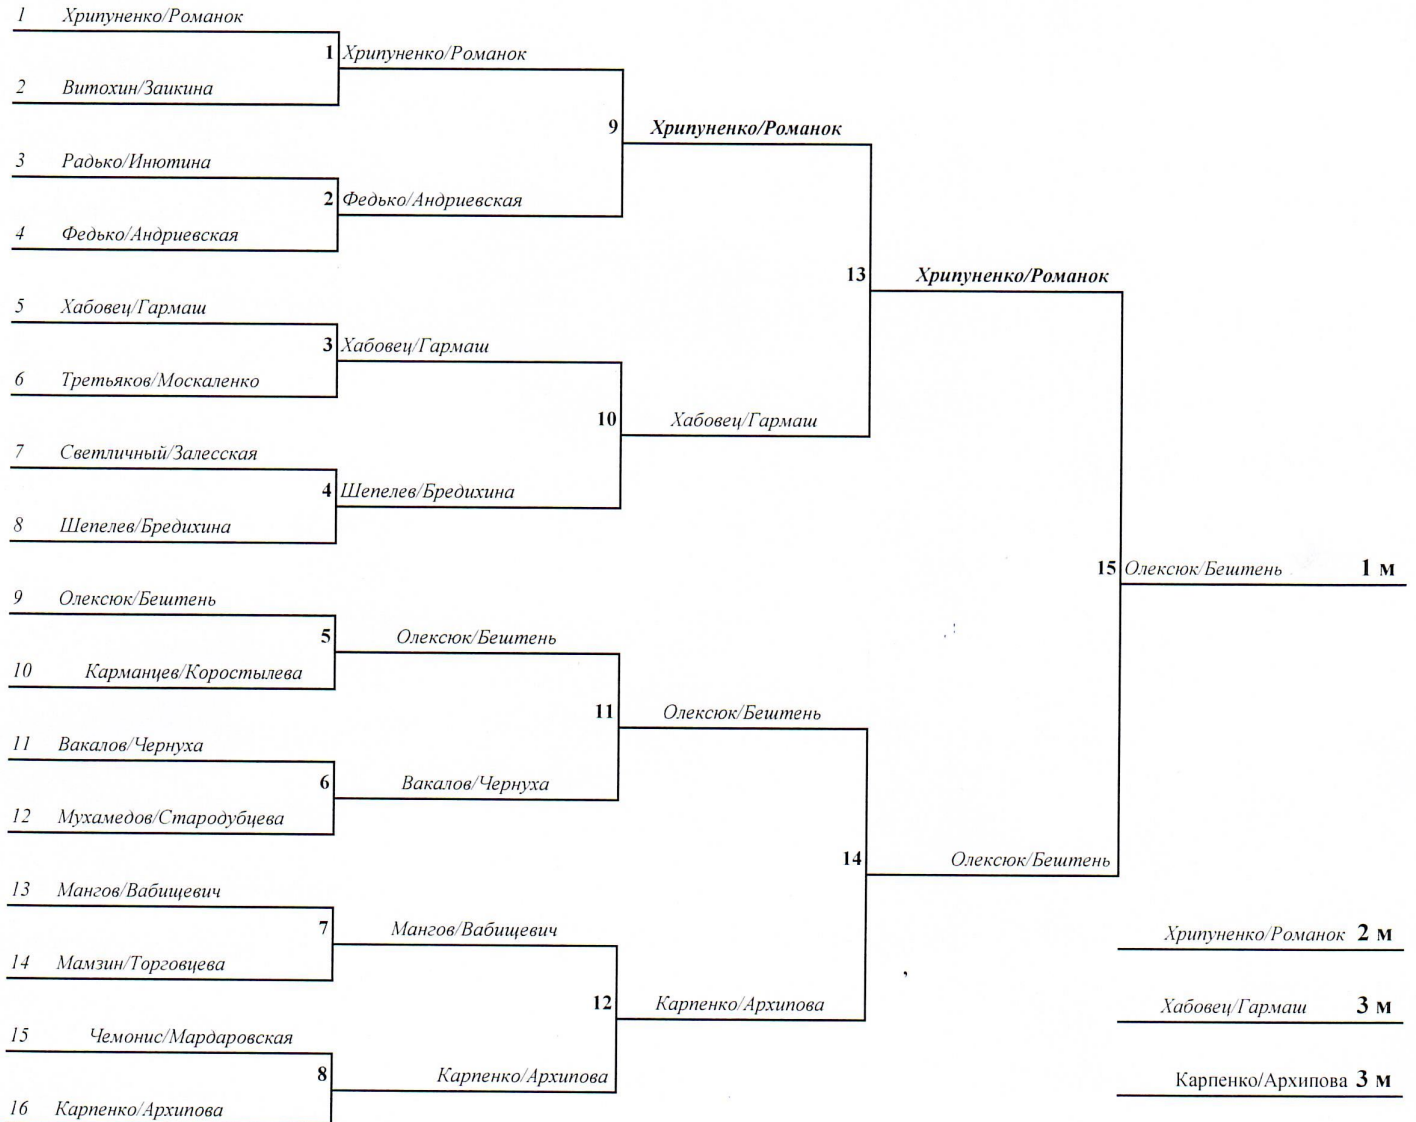 1 Хрипуненко/Романок
1 Хрипуненко/Романок
2 Витохин/Заикина
9 Хрипуненко/Романок
3 Радько/Инютина
2 Федько/Андриевская
4 Федько/Андриевская
13 Хрипуненко/Романок
5 Хабовец/Гармаш
3 Хабовец/Гармаш
6 Третьяков/Москаленко
10 Хабовец/Гармаш
7 Светличный/Залесская
4 Шепелев/Бредихина
8 Шепелев/Бредихина
15 Олексюк/Бештень 1 м
9 Олексюк/Бештень
5 Олексюк/Бештень
10 Карманцев/Коростылева
11 Олексюк/Бештень
11 Вакалов/Чернуха
6 Вакалов/Чернуха
12 Мухамедов/Стародубцева
14 Олексюк/Бештень
13 Мангов/Вабищевич
7 Мангов/Вабищевич
Хрипуненко/Романок 2 м
14 Мамзин/Торговцева
12 Карпенко/Архипова
Хабовец/Гармаш 3 м
15 Чемонис/Мардаровская
8 Карпенко/Архипова
Карпенко/Архипова 3 м
16 Карпенко/Архипова